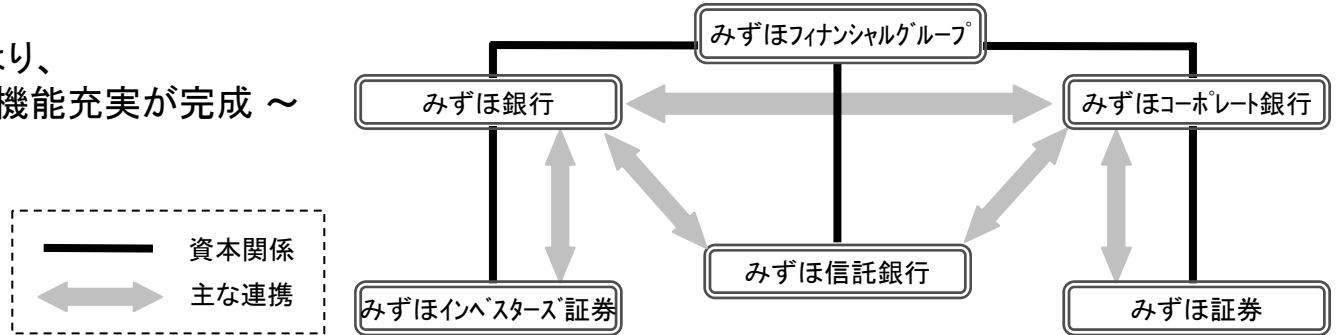 り、
機能充実が完成 ～
みずほﾌｨﾅﾝｼｬﾙｸﾞﾙｰﾌﾟ
みずほ銀行
みずほｺｰﾎﾟﾚｰﾄ銀行
みずほ信託銀行
みずほｲﾝﾍﾞｽﾀｰｽﾞ証券
みずほ証券
資本関係
主な連携